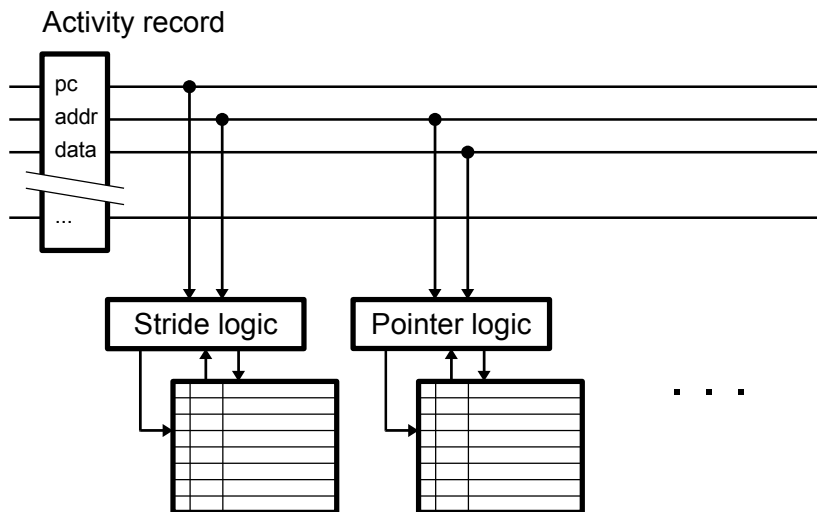 Activity record
pc
addr
data
...
Stride logic
Pointer logic
. . .